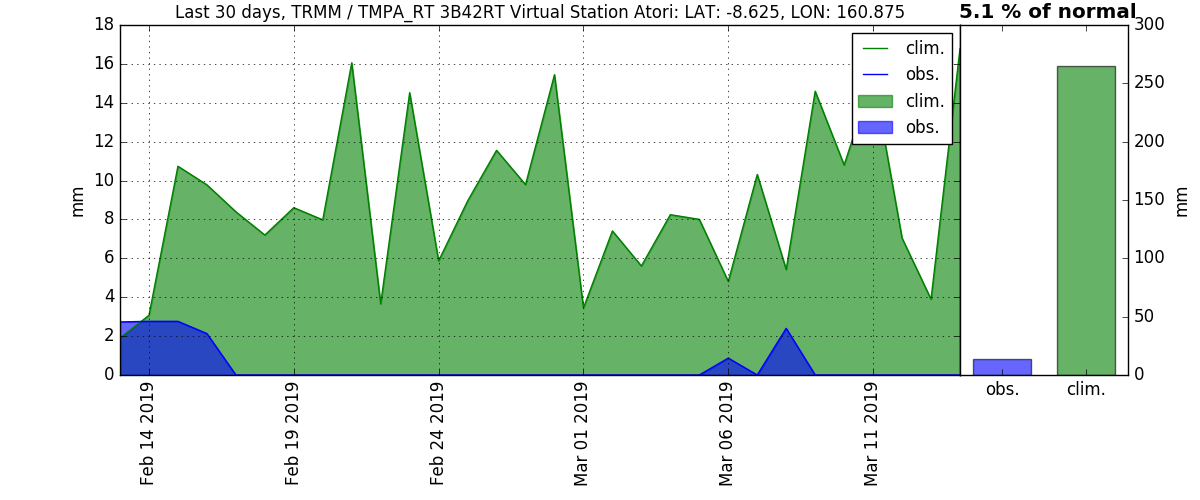 Last 30 days, TRMM / TMPA_RT 3B42RT Virtual Station Atori: LAT: -8.625, LON: 160.875
5.1 % of normal
18
16
14
12
10
8
6
4
2
0
mm
clim.
obs.
clim.
obs.
Feb 14 2019
Feb 19 2019
Feb 24 2019
Mar 01 2019
Mar 06 2019
Mar 11 2019
300
250
200
150
100
50
0
mm
obs.
clim.